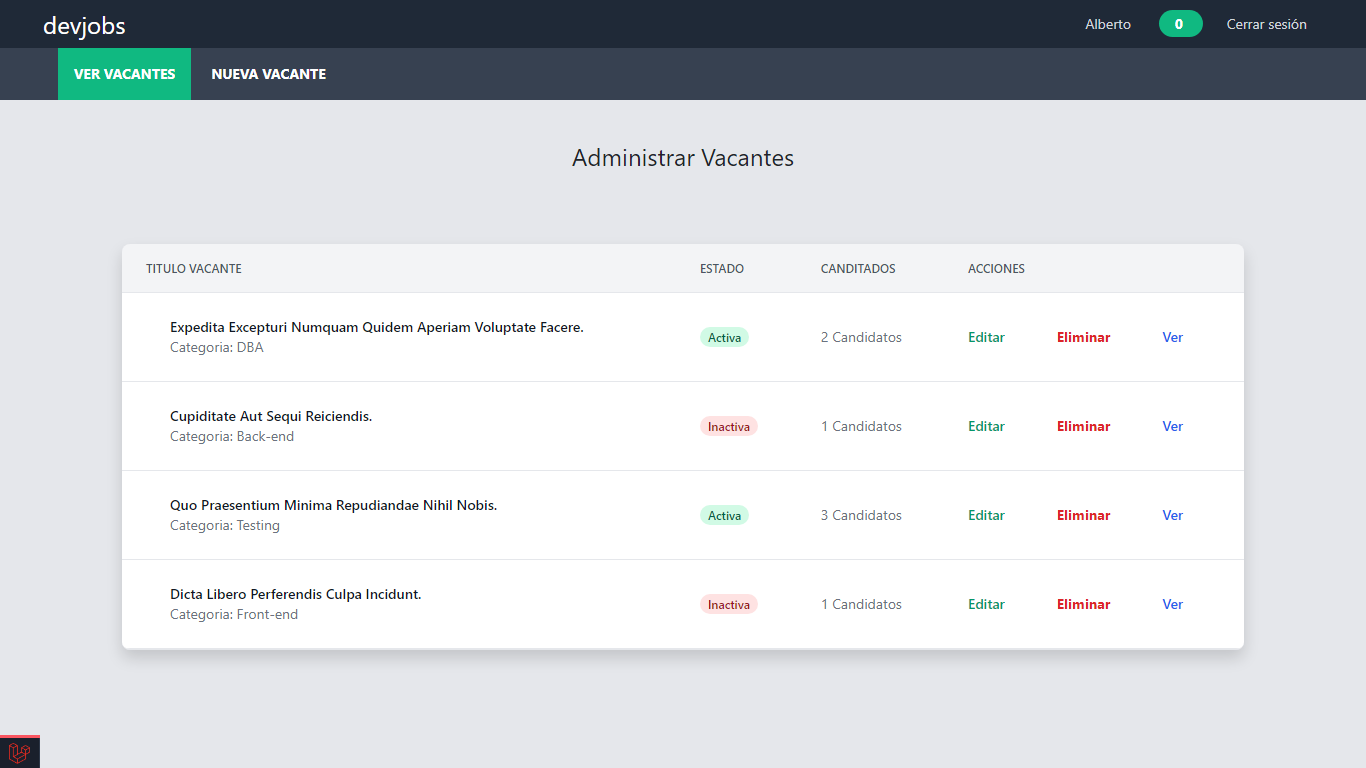 devjobs
Alberto 0 Cerrar sesión
VER VACANTES NUEVA VACANTE
Administrar Vacantes
TITULO VACANTE ESTADO CANDITADOS ACCIONES
Expedita Excepturi Numquam Quidem Aperiam Voluptate Facere.
Categoria: DBA
Activa 2 Candidatos Editar Eliminar Ver
Cupiditate Aut Sequi Reiciendis.
Categoria: Back-end
Inactiva 1 Candidatos Editar Eliminar Ver
Quo Praesentium Minima Repudiandae Nihil Nobis.
Categoria: Testing
Activa 3 Candidatos Editar Eliminar Ver
Dicta Libero Perferendis Culpa Incidunt.
Categoria: Front-end
Inactiva 1 Candidatos Editar Eliminar Ver